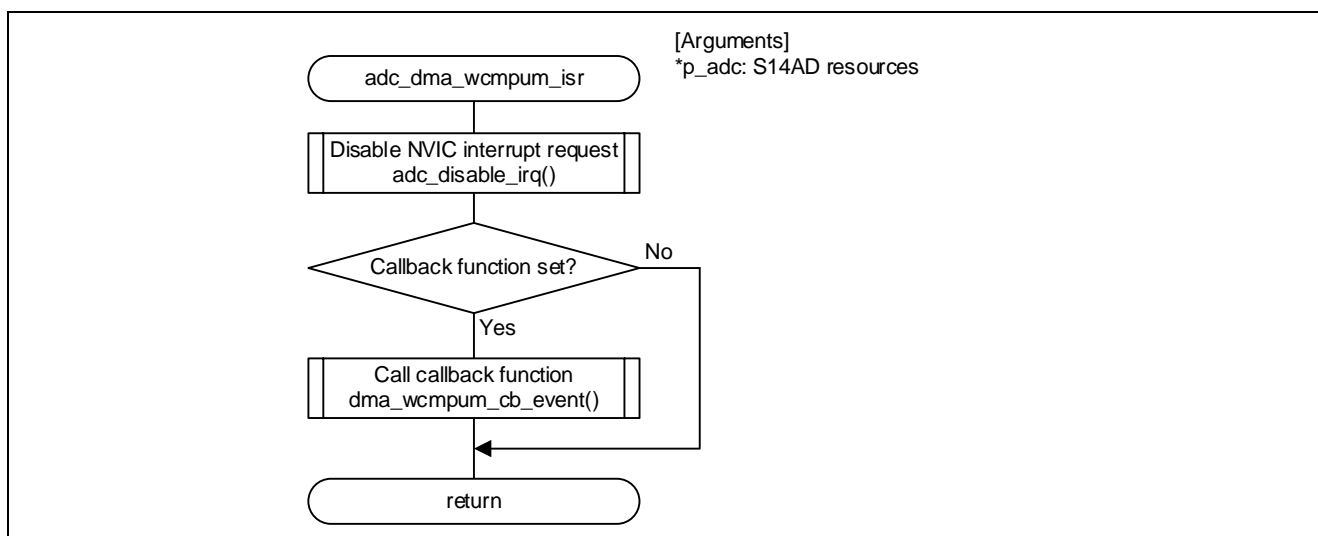 [Arguments]
*p_adc: S14AD resources
adc_dma_wcmpum_isr
Disable NVIC interrupt request
adc_disable_irq()
Callback function set?
No
Yes
Call callback function
dma_wcmpum_cb_event()
return